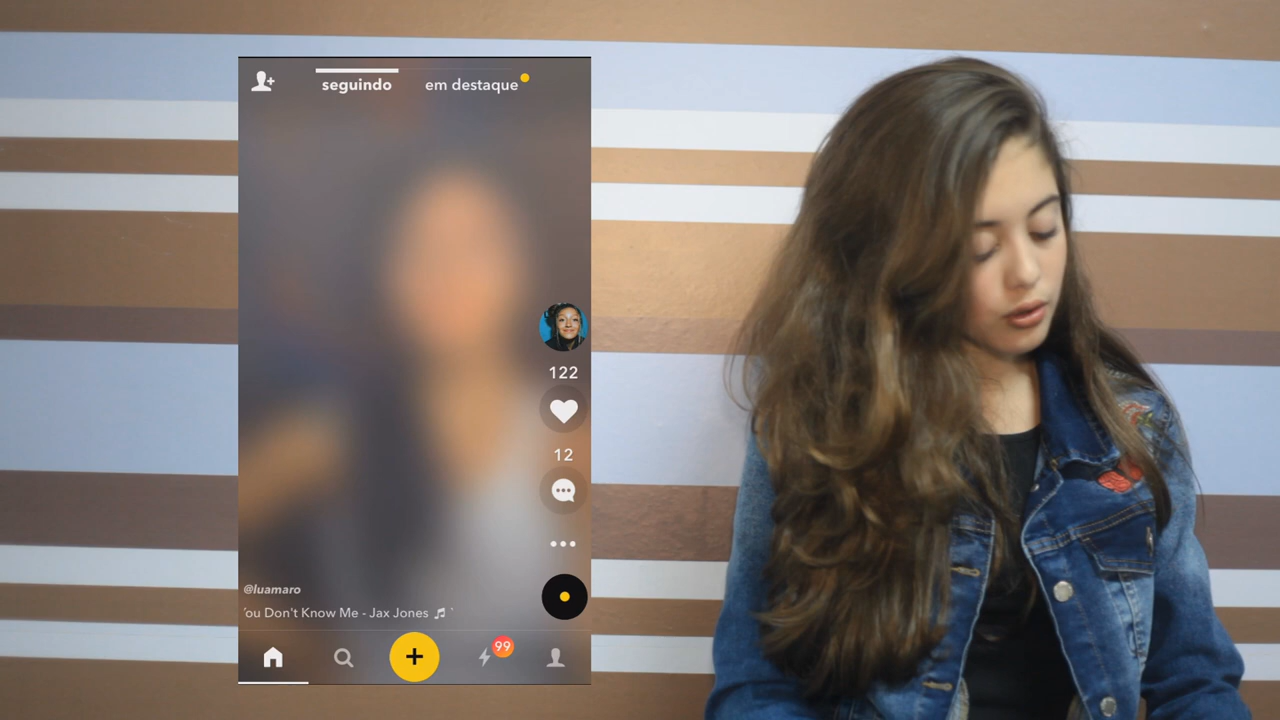 seguindo
em destaque
122
12
@luamaro
ou Don't Know Me - Jax Jones
99